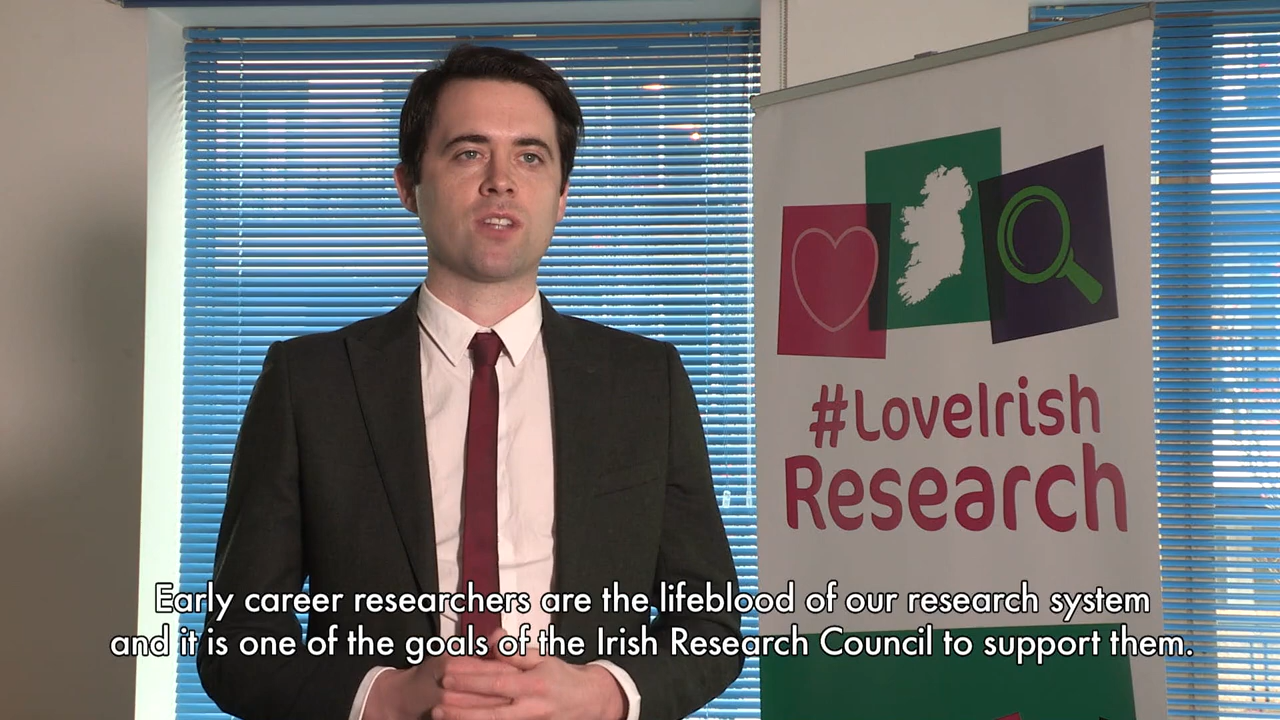 #LoveIrish
Research
Early career researchers are the lifeblood of our research system
and it is one of the goals of the Irish Research Council to support them.